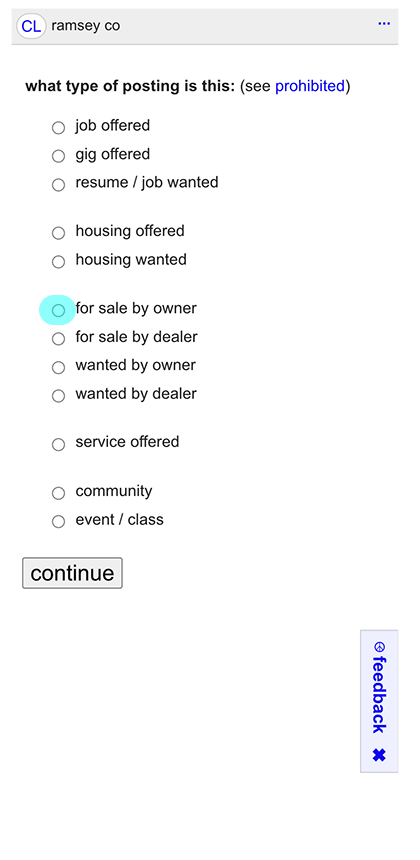 CL ramsey co ...
what type of posting is this: (see prohibited)
job offered
gig offered
resume / job wanted
housing offered
housing wanted
for sale by owner
for sale by dealer
wanted by owner
wanted by dealer
service offered
community
event / class
continue
☮ feedback ✖